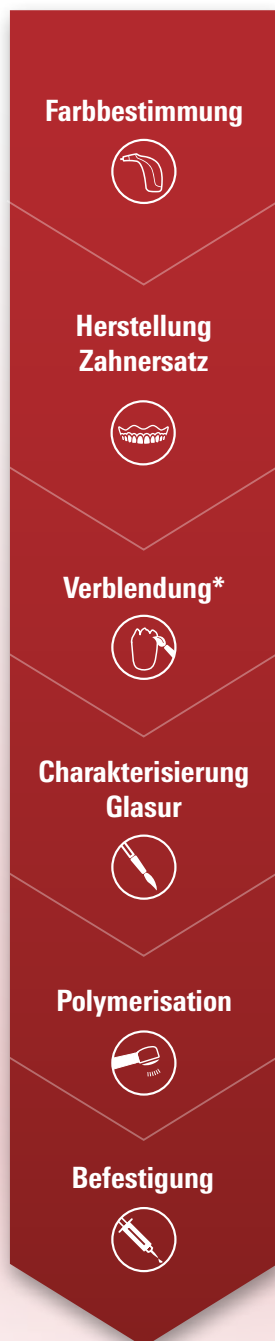 Farbbestimmung
Herstellung
Zahnersatz
Verblendung*
Charakterisierung
Glasur
Polymerisation
Befestigung